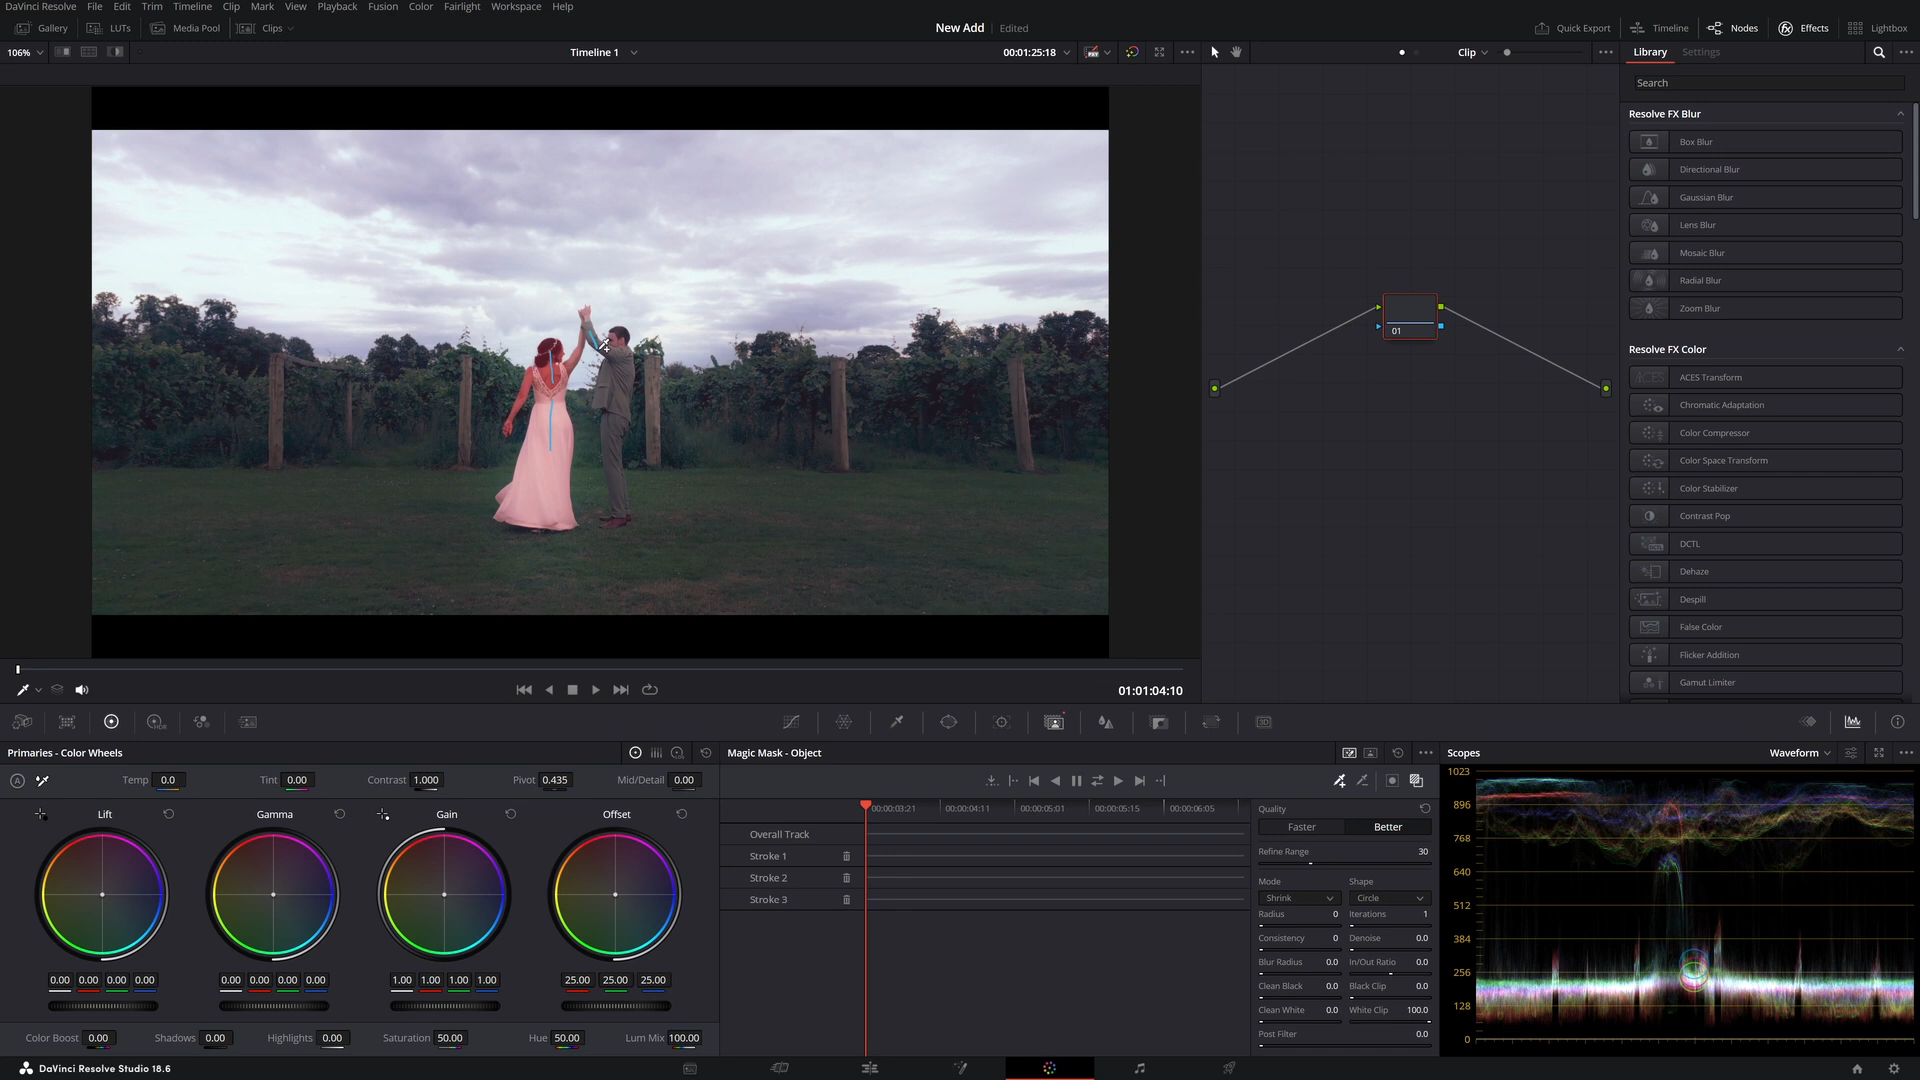 DaVinci Resolve File Edit Trim Timeline Clip Mark View Playback Fusion Color Fairlight Workspace Help
Gallery LUTs Media Pool Clips New Add Edited Quick Export Timeline Nodes Effects Lightbox
106% Timeline 1 00:01:25:18 Clip Library Settings
Search
Resolve FX Blur
Box Blur
Directional Blur
Gaussian Blur
Lens Blur
Mosaic Blur
Radial Blur
Zoom Blur
01
Resolve FX Color
ACES ACES Transform
Chromatic Adaptation
Color Compressor
Color Space Transform
Color Stabilizer
Contrast Pop
DCTL
Dehaze
Despill
False Color
Flicker Addition
Gamut Limiter
01:01:04:10
HDR 3D
Primaries - Color Wheels
A Temp 0.0 Tint 0.00 Contrast 1.000 Pivot 0.435 Mid/Detail 0.00
Lift Gamma Gain Offset
0.00 0.00 0.00 0.00 0.00 0.00 0.00 0.00 1.00 1.00 1.00 1.00 25.00 25.00 25.00
Color Boost 0.00 Shadows 0.00 Highlights 0.00 Saturation 50.00 Hue 50.00 Lum Mix 100.00
Magic Mask - Object
00:00:03:21 00:00:04:11 00:00:05:01 00:00:05:15 00:00:06:05
Overall Track
Stroke 1
Stroke 2
Stroke 3
Quality
Faster Better
Refine Range 30
Mode Shape
Shrink Circle
Radius 0 Iterations 1
Consistency 0 Denoise 0.0
Blur Radius 0.0 In/Out Ratio 0.0
Clean Black 0.0 Black Clip 0.0
Clean White 0.0 White Clip 100.0
Post Filter 0.0
Scopes Waveform
1023
896
768
640
512
384
256
128
0
DaVinci Resolve Studio 18.6